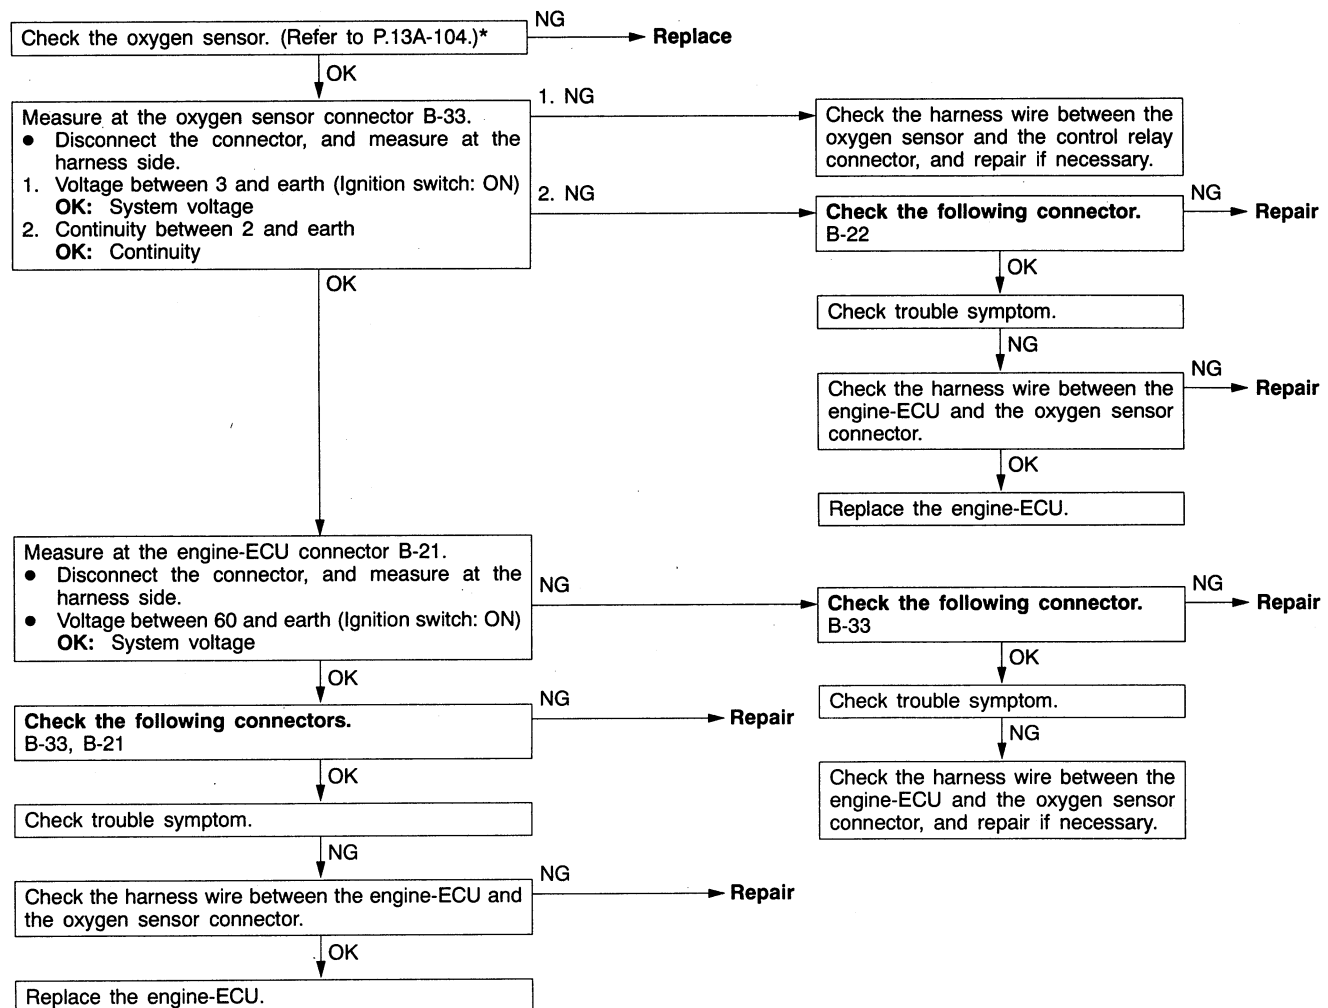 Check the oxygen sensor. (Refer to P.13A-104.)*
NG
Replace
OK
Measure at the oxygen sensor connector B-33.
● Disconnect the connector, and measure at the
harness side.
1. Voltage between 3 and earth (Ignition switch: ON)
OK: System voltage
2. Continuity between 2 and earth
OK: Continuity
1. NG
Check the harness wire between the
oxygen sensor and the control relay
connector, and repair if necessary.
2. NG
Check the following connector.
B-22
NG
Repair
OK
Check trouble symptom.
NG
Check the harness wire between the
engine-ECU and the oxygen sensor
connector.
NG
Repair
OK
Replace the engine-ECU.
OK
Measure at the engine-ECU connector B-21.
● Disconnect the connector, and measure at the
harness side.
● Voltage between 60 and earth (Ignition switch: ON)
OK: System voltage
NG
Check the following connector.
B-33
NG
Repair
OK
Check trouble symptom.
NG
Check the harness wire between the
engine-ECU and the oxygen sensor
connector, and repair if necessary.
OK
Check the following connectors.
B-33, B-21
NG
Repair
OK
Check trouble symptom.
NG
Check the harness wire between the engine-ECU and
the oxygen sensor connector.
NG
Repair
OK
Replace the engine-ECU.